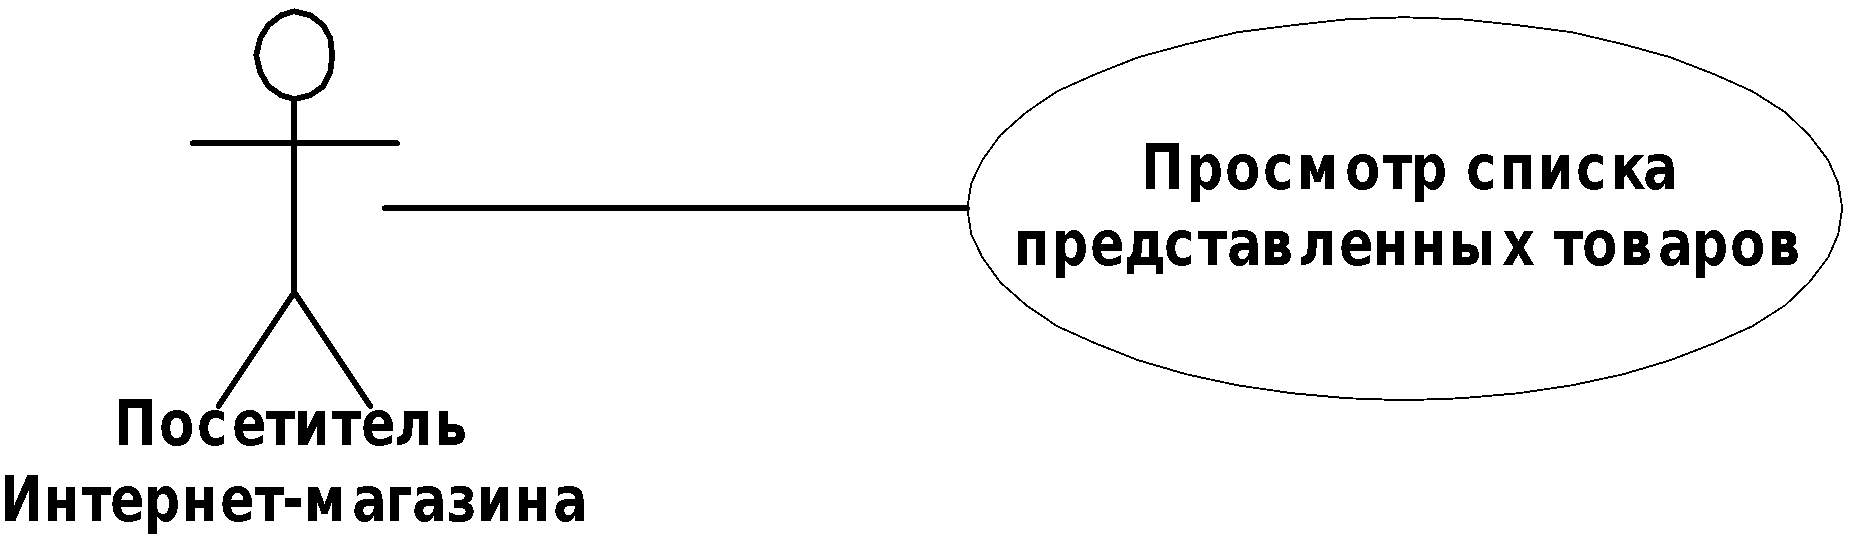 Просмотр списка
представленных товаров
Посетитель
Интернет-магазина